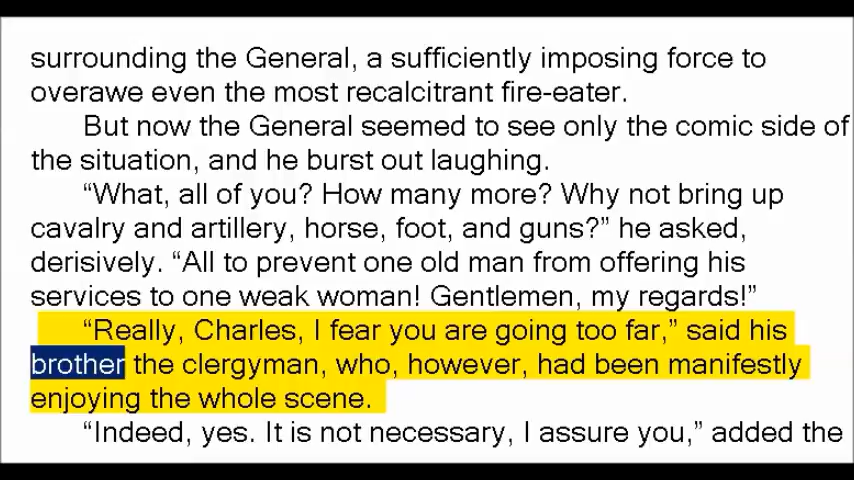 surrounding the General, a sufficiently imposing force to
overawe even the most recalcitrant fire-eater.
But now the General seemed to see only the comic side of
the situation, and he burst out laughing.
“What, all of you? How many more? Why not bring up
cavalry and artillery, horse, foot, and guns?” he asked,
derisively. “All to prevent one old man from offering his
services to one weak woman! Gentlemen, my regards!”
“Really, Charles, I fear you are going too far,” said his
brother the clergyman, who, however, had been manifestly
enjoying the whole scene.
“Indeed, yes. It is not necessary, I assure you,” added the